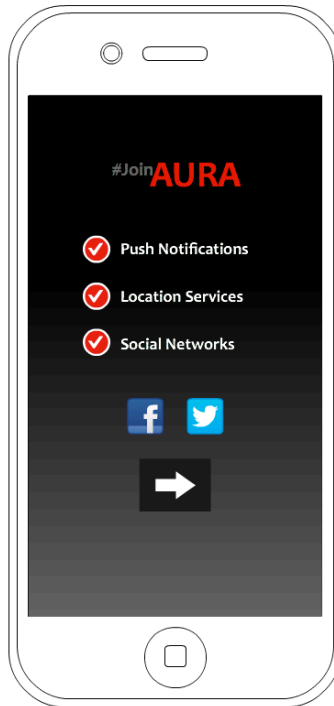 #JoinAURA
Push Notifications
Location Services
Social Networks